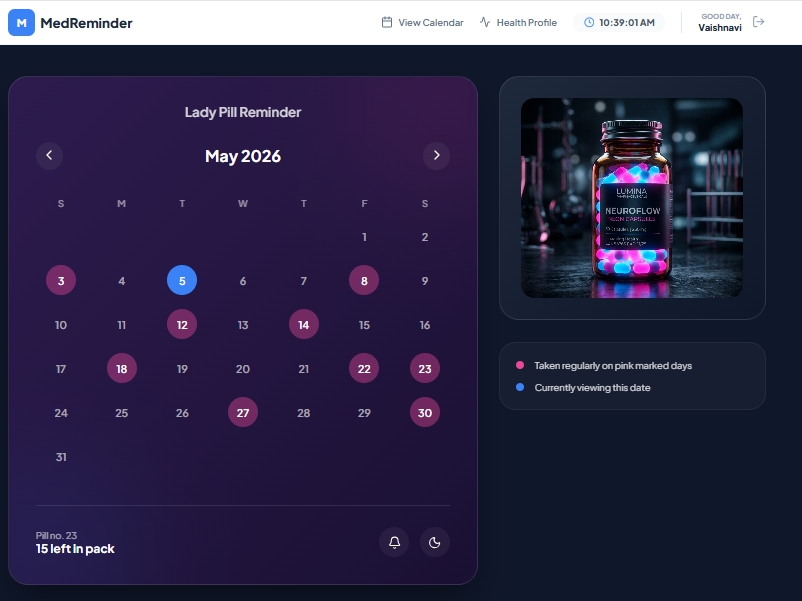 M MedReminder
View Calendar
Health Profile
10:39:01 AM
GOOD DAY,
Vaishnavi
Lady Pill Reminder
May 2026
S M T W T F S
1 2
3 4 5 6 7 8 9
10 11 12 13 14 15 16
17 18 19 20 21 22 23
24 25 26 27 28 29 30
31
Pill no. 23
15 left in pack
LUMINA
NEUROFLOW
NEON CAPSULES
Taken regularly on pink marked days
Currently viewing this date